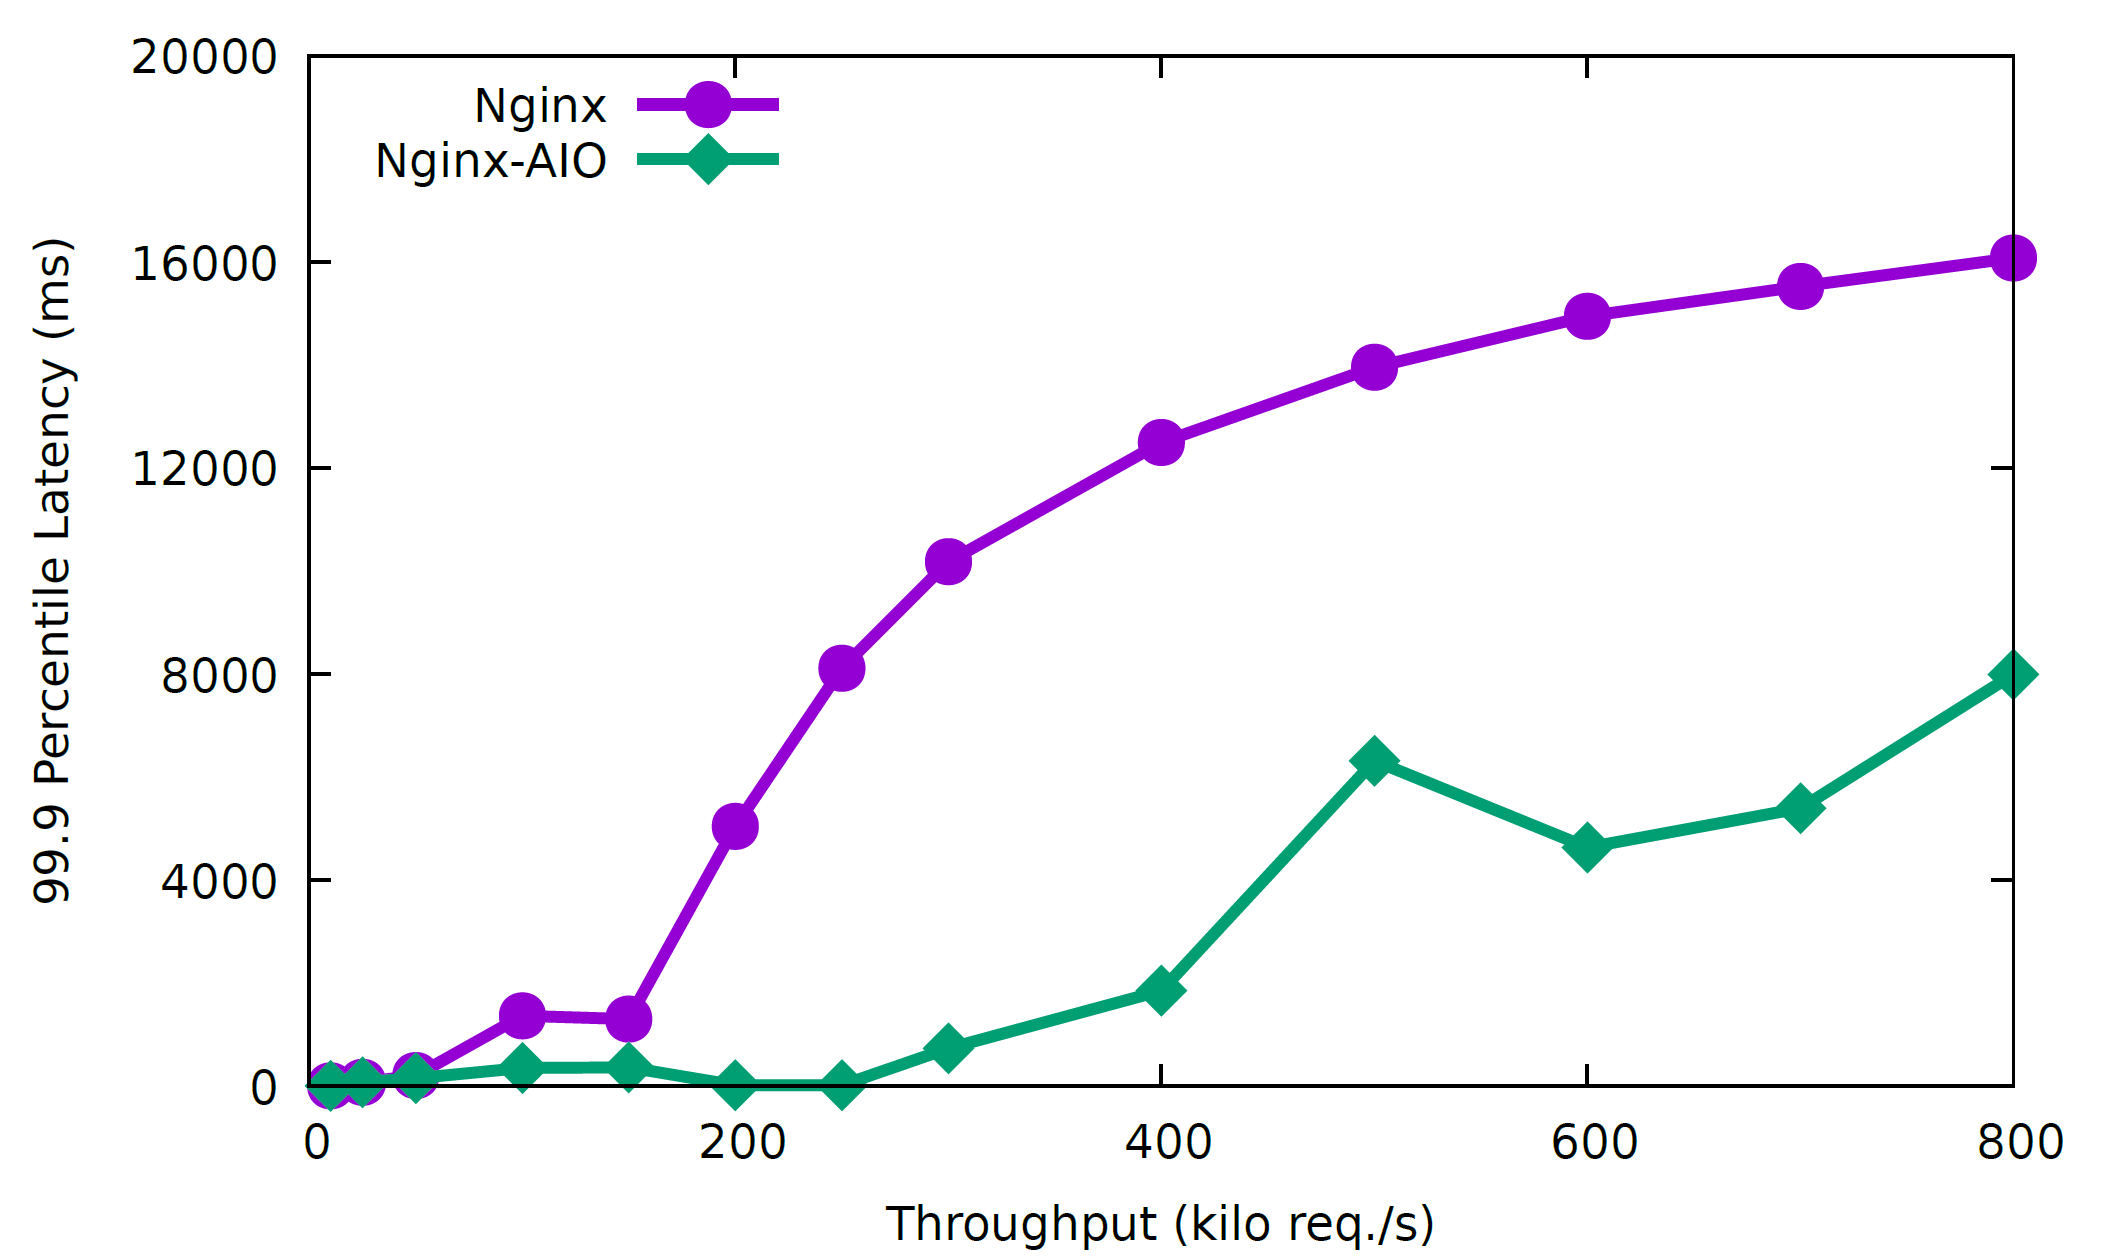 20000
16000
12000
8000
4000
0
99.9 Percentile Latency (ms)
Nginx
Nginx-AIO
0 200 400 600 800
Throughput (kilo req./s)